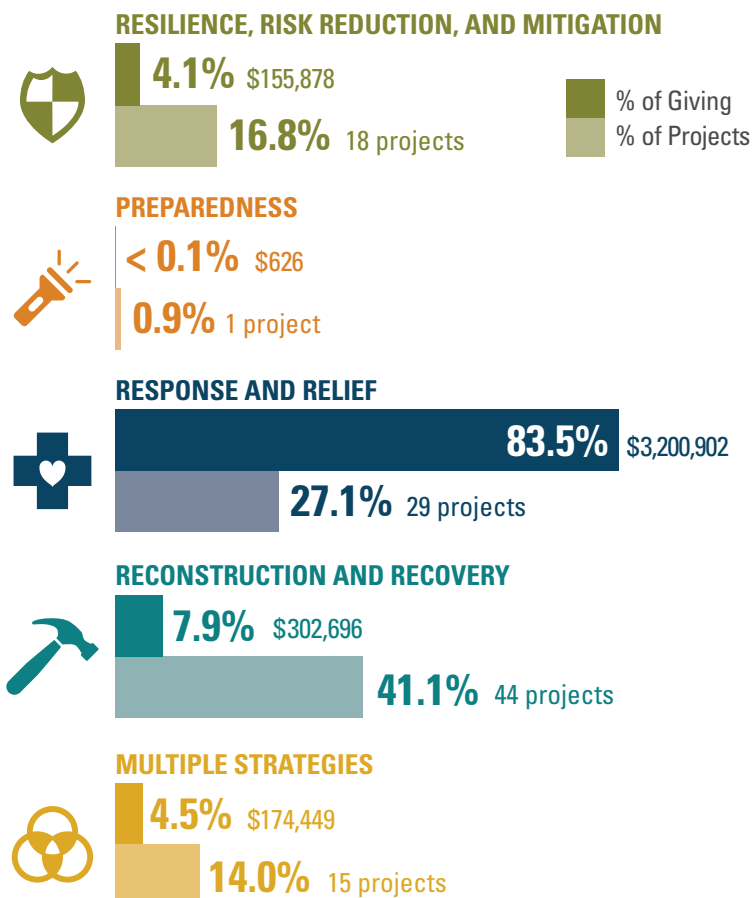 RESILIENCE, RISK REDUCTION, AND MITIGATION
4.1% $155,878
16.8% 18 projects
% of Giving
% of Projects
PREPAREDNESS
< 0.1% $626
0.9% 1 project
RESPONSE AND RELIEF
83.5% $3,200,902
27.1% 29 projects
RECONSTRUCTION AND RECOVERY
7.9% $302,696
41.1% 44 projects
MULTIPLE STRATEGIES
4.5% $174,449
14.0% 15 projects